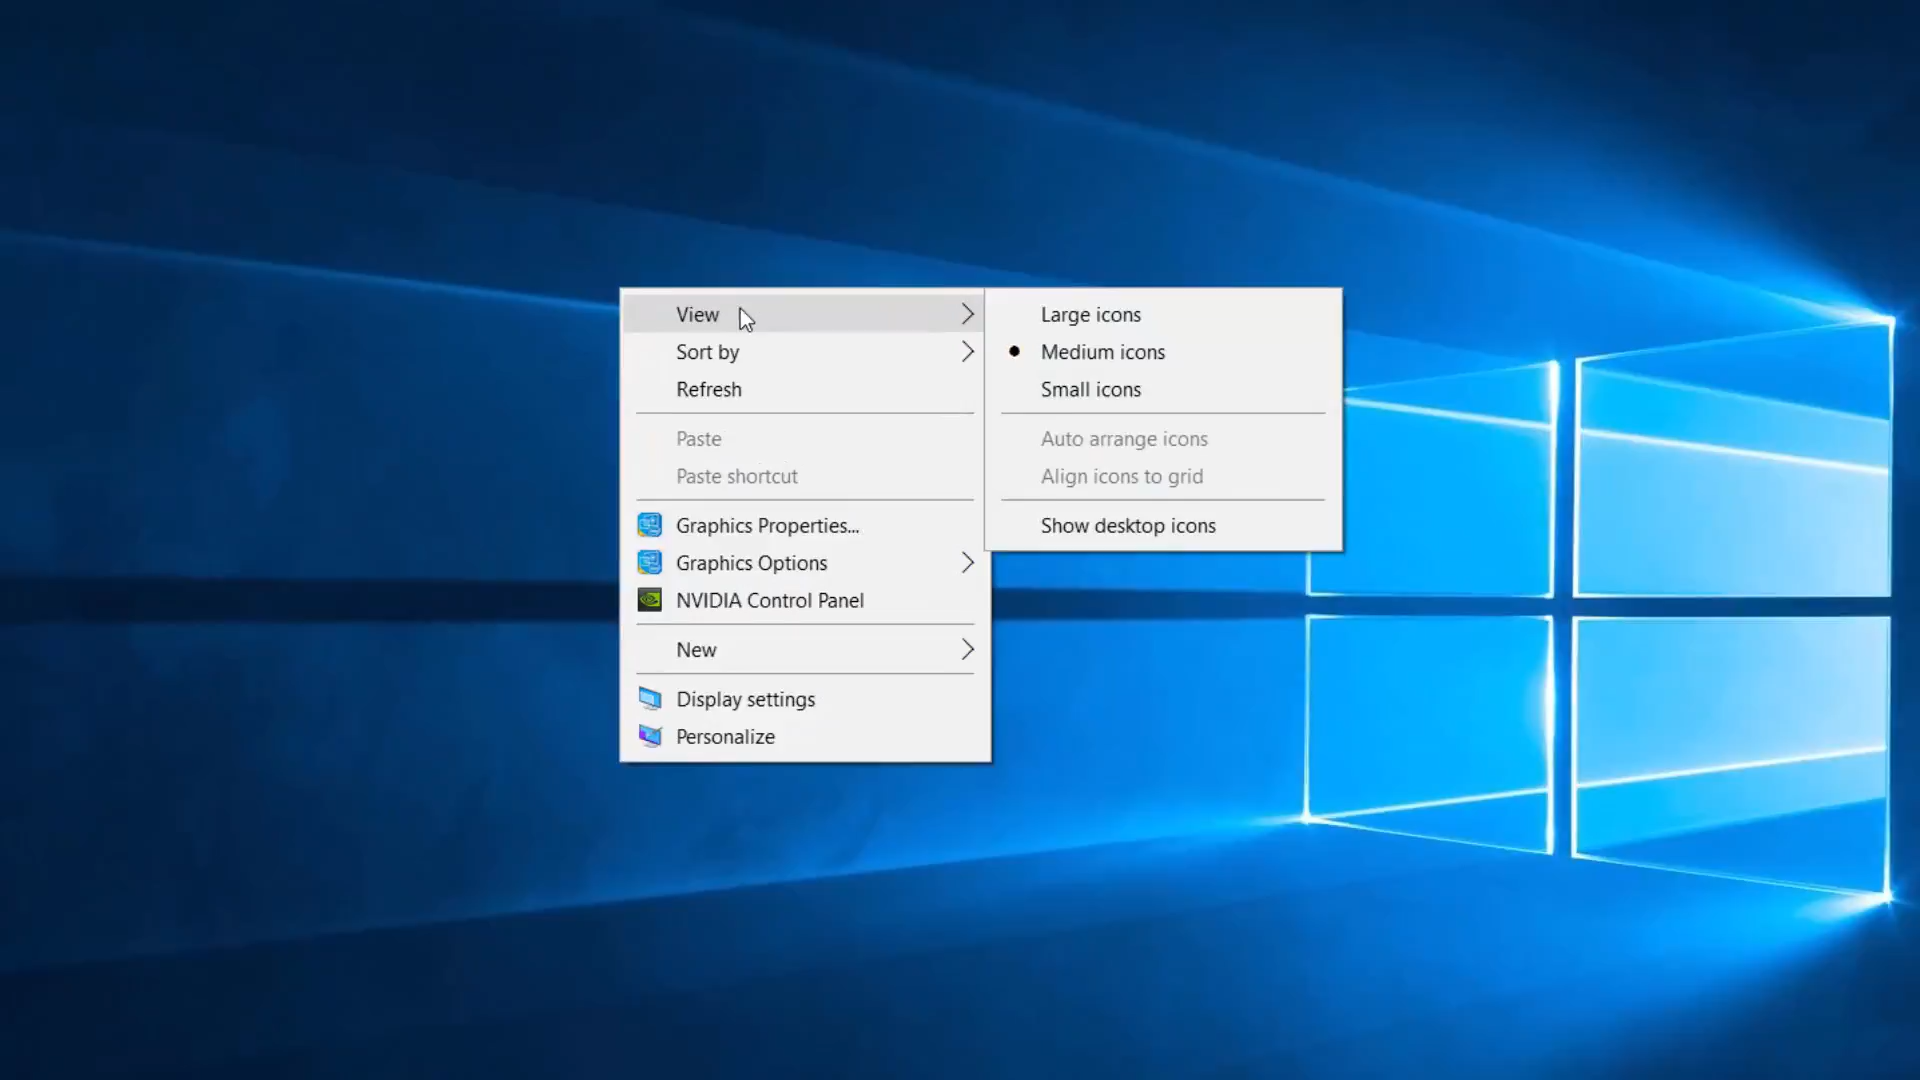 View
Sort by
Refresh
Paste
Paste shortcut
Graphics Properties...
Graphics Options
NVIDIA Control Panel
New
Display settings
Personalize
Large icons
Medium icons
Small icons
Auto arrange icons
Align icons to grid
Show desktop icons